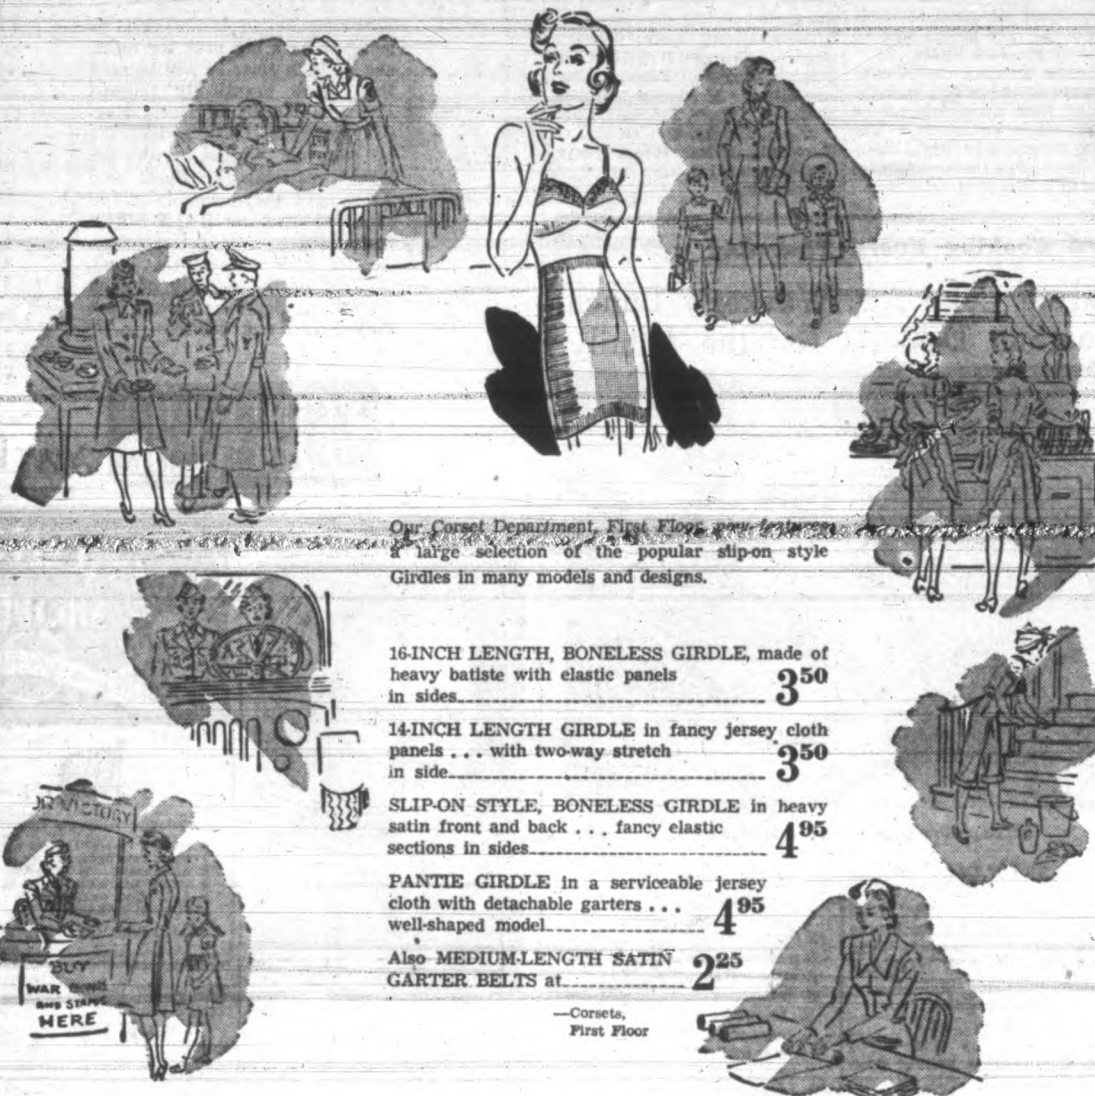 Our Corset Department, First Floor, now features
a large selection of the popular slip-on style
Girdles in many models and designs.
16-INCH LENGTH, BONELESS GIRDLE, made of
heavy batiste with elastic panels
in sides 3 50
14-INCH LENGTH GIRDLE in fancy jersey cloth
panels . . . with two-way stretch
in side 3 50
SLIP-ON STYLE, BONELESS GIRDLE in heavy
satin front and back . . . fancy elastic
sections in sides 4 95
PANTIE GIRDLE in a serviceable jersey
cloth with detachable garters . . .
well-shaped model 4 95
Also MEDIUM-LENGTH SATIN
GARTER BELTS at 2 25
—Corsets,
First Floor
VICTORY
BUY
WAR
AND STAMPS
HERE